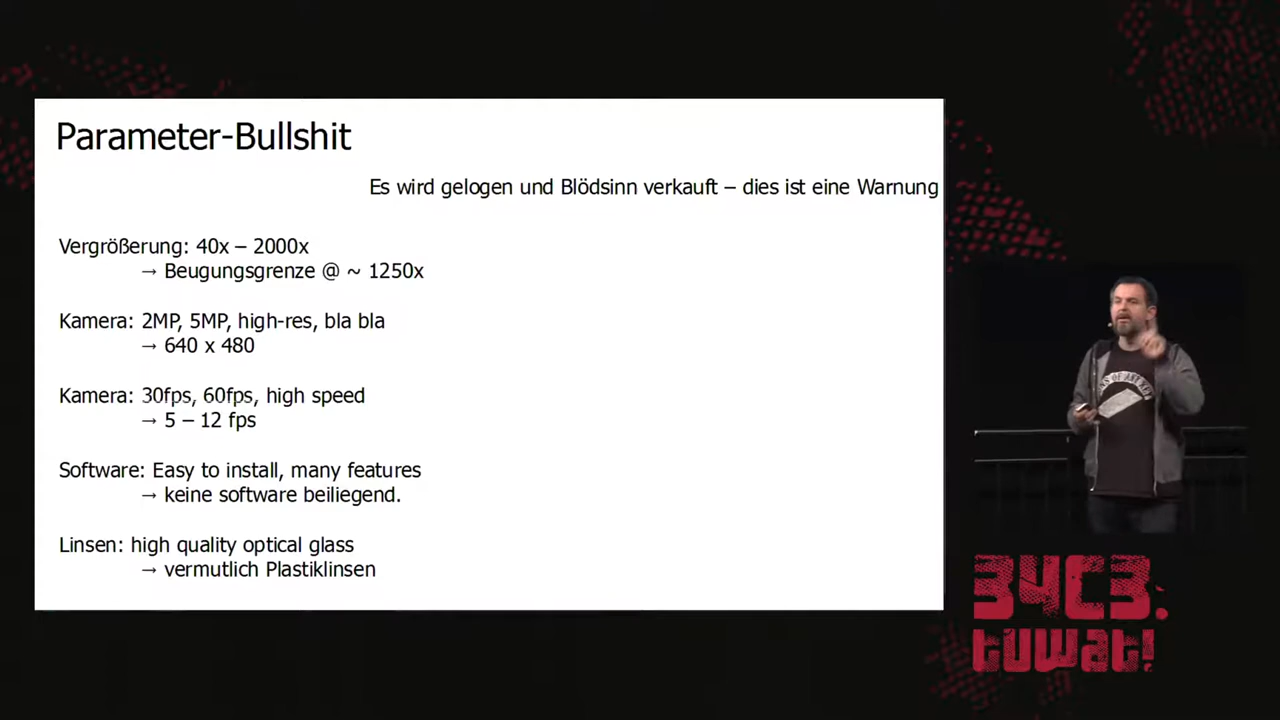 Parameter-Bullshit
Es wird gelogen und Blödsinn verkauft – dies ist eine Warnung
Vergrößerung: 40x – 2000x
→ Beugungsgrenze @ ~ 1250x
Kamera: 2MP, 5MP, high-res, bla bla
→ 640 x 480
Kamera: 30fps, 60fps, high speed
→ 5 – 12 fps
Software: Easy to install, many features
→ keine software beiliegend.
Linsen: high quality optical glass
→ vermutlich Plastiklinsen
OF ANY
34C3.
tuwat!